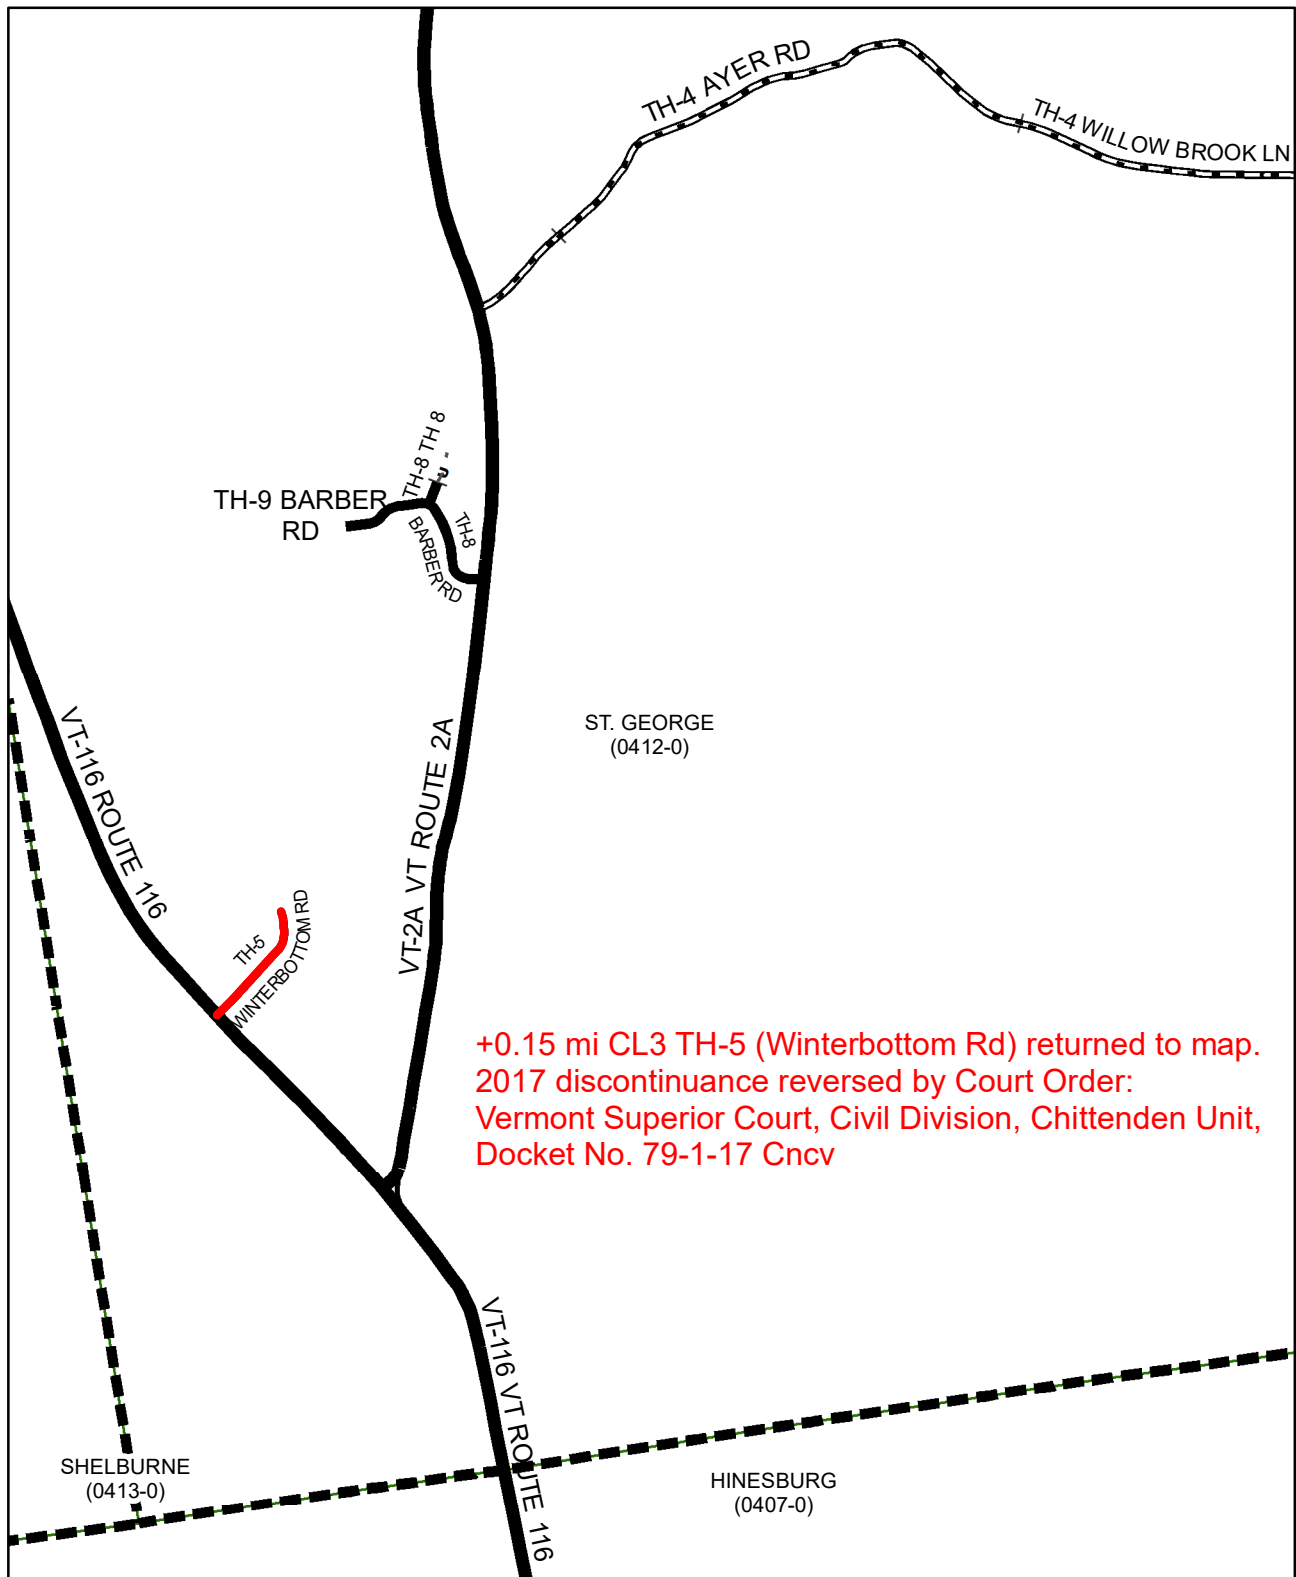 TH-4 AYER RD
TH-4 WILLOW BROOK LN
TH-8 TH 8
TH-9 BARBER
RD
TH-8
BARBER RD
VT-116 ROUTE 116
VT-2A VT ROUTE 2A
ST. GEORGE
(0412-0)
TH-5
WINTERBOTTOM RD
+0.15 mi CL3 TH-5 (Winterbottom Rd) returned to map.
2017 discontinuance reversed by Court Order:
Vermont Superior Court, Civil Division, Chittenden Unit,
Docket No. 79-1-17 Cncv
VT-116 VT ROUTE 116
SHELBURNE
(0413-0)
HINESBURG
(0407-0)